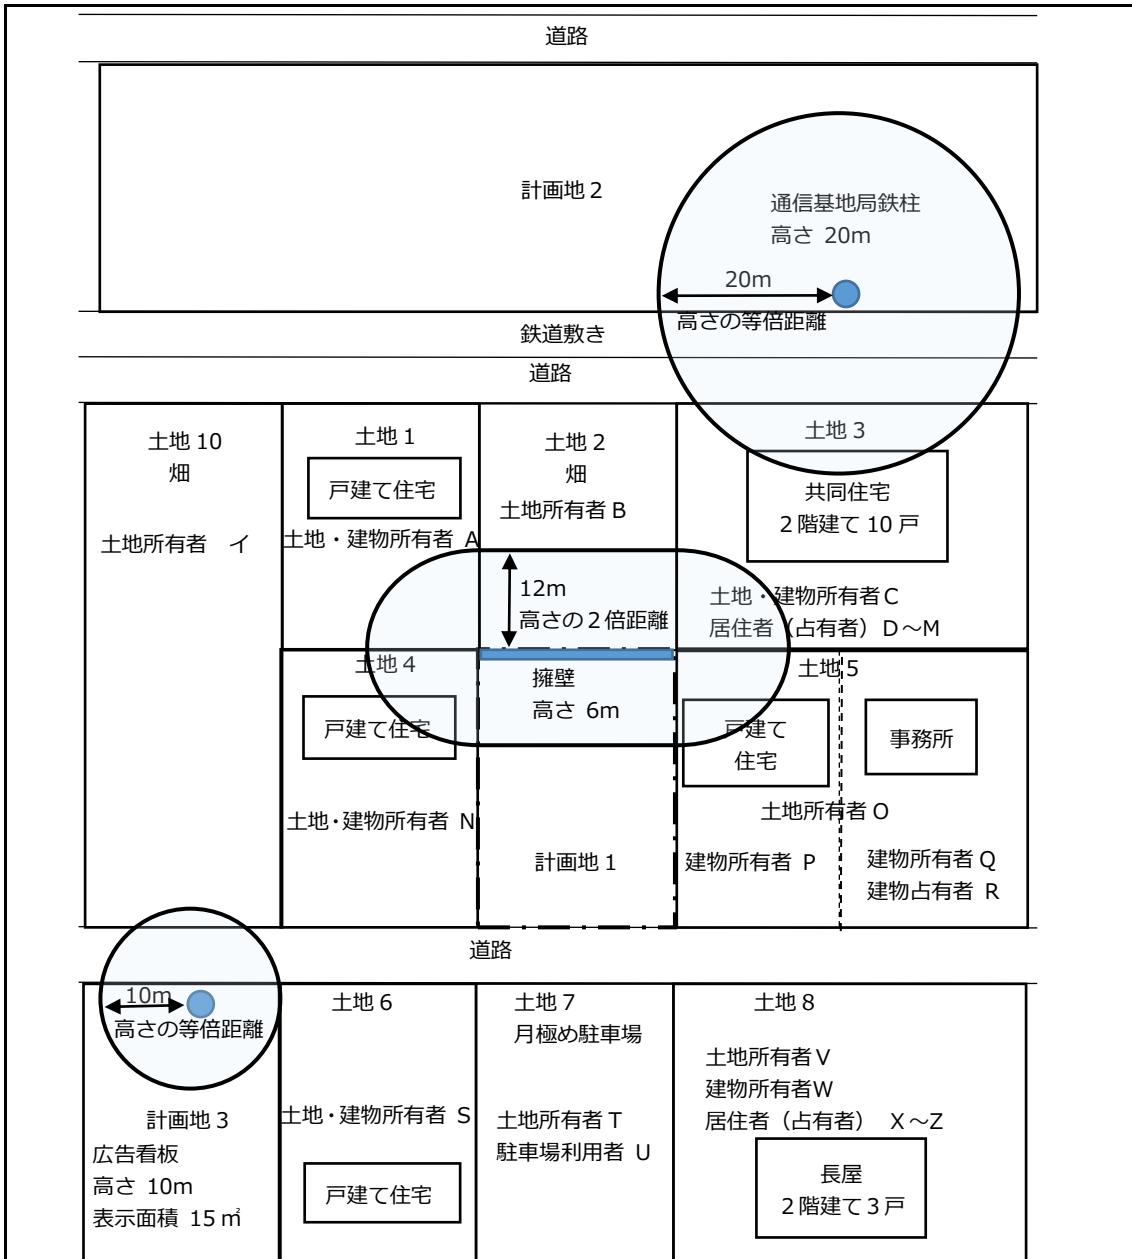 道路
計画地２
通信基地局鉄柱
高さ 20m
20m
高さの等倍距離
鉄道敷き
道路
土地 10
畑
土地所有者　イ
土地 1
戸建て住宅
土地・建物所有者 A
土地 2
畑
土地所有者 B
土地 3
共同住宅
２階建て 10 戸
土地・建物所有者 C
居住者（占有者）D～M
12m
高さの２倍距離
擁壁
高さ 6m
土地 4
戸建て住宅
土地・建物所有者 N
計画地 1
土地 5
戸建て
住宅
事務所
土地所有者 O
建物所有者 P
建物所有者 Q
建物占有者 R
道路
10m
高さの等倍距離
計画地 3
広告看板
高さ 10m
表示面積 15 ㎡
土地 6
土地・建物所有者 S
戸建て住宅
土地 7
月極め駐車場
土地所有者 T
駐車場利用者 U
土地 8
土地所有者 V
建物所有者 W
居住者（占有者） X～Z
長屋
２階建て３戸